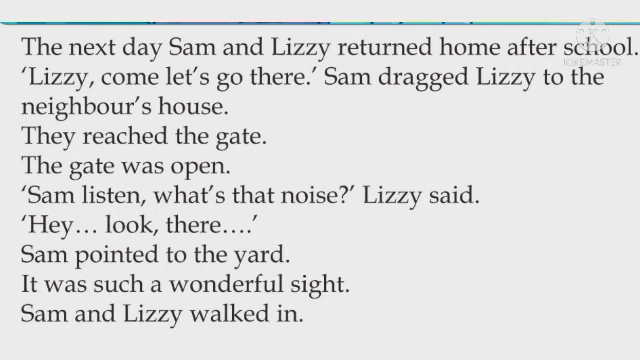 The next day Sam and Lizzy returned home after school.
‘Lizzy, come let’s go there.’ Sam dragged Lizzy to the
neighbour’s house.
They reached the gate.
The gate was open.
‘Sam listen, what’s that noise?’ Lizzy said.
‘Hey… look, there….’
Sam pointed to the yard.
It was such a wonderful sight.
Sam and Lizzy walked in.
KINEMASTER